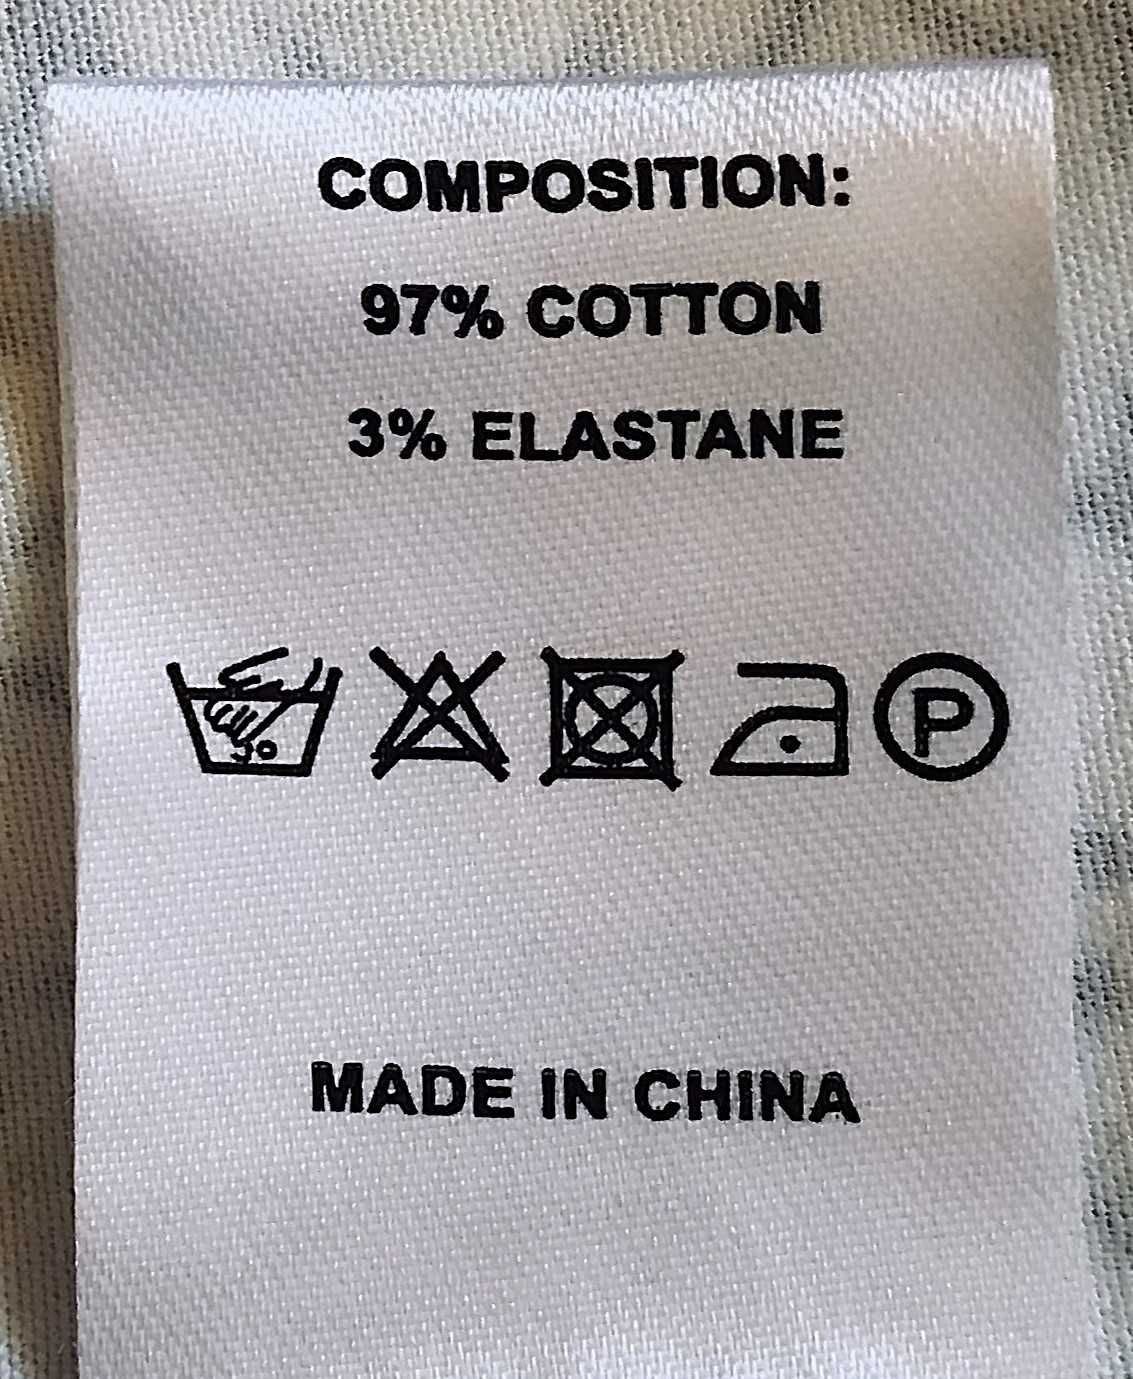 COMPOSITION:
97% COTTON
3% ELASTANE
P
MADE IN CHINA